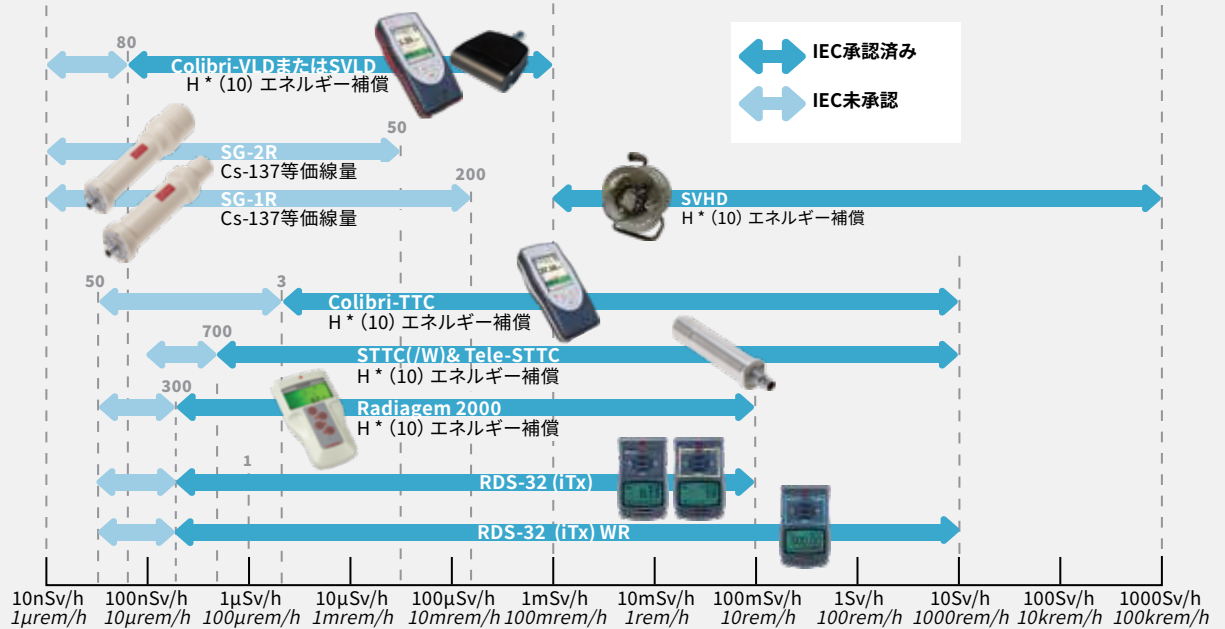 80
Colibri-VLDまたはSVLD
H * (10) エネルギー補償
IEC承認済み
IEC未承認
50
SG-2R
Cs-137等価線量
200
SG-1R
Cs-137等価線量
SVHD
H * (10) エネルギー補償
50
3
Colibri-TTC
H * (10) エネルギー補償
700
STTC(/W)& Tele-STTC
H * (10) エネルギー補償
300
Radiagem 2000
H * (10) エネルギー補償
1
RDS-32 (iTx)
RDS-32 (iTx) WR
10nSv/h 100nSv/h 1μSv/h 10μSv/h 100μSv/h 1mSv/h 10mSv/h 100mSv/h 1Sv/h 10Sv/h 100Sv/h 1000Sv/h
1μrem/h 10μrem/h 100μrem/h 1mrem/h 10mrem/h 100mrem/h 1rem/h 10rem/h 100rem/h 1000rem/h 10krem/h 100krem/h